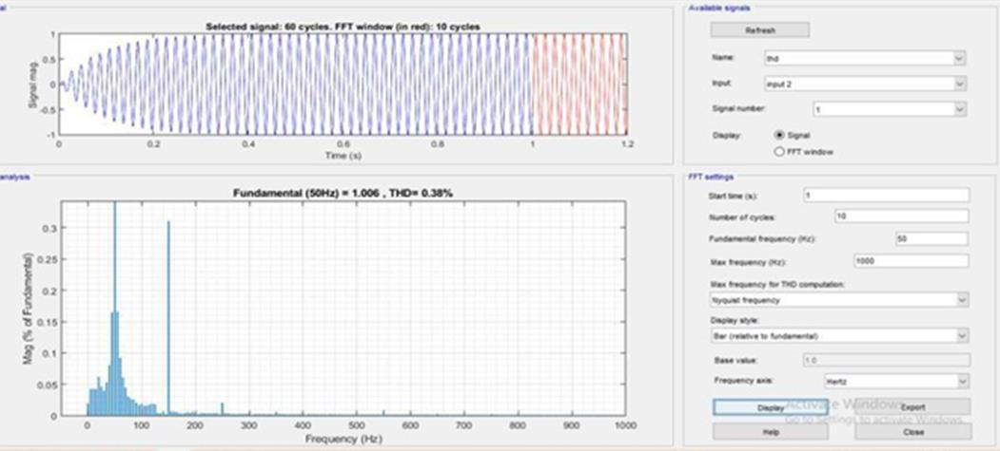 al
Selected signal: 60 cycles. FFT window (in red): 10 cycles
Signal mag.
1
0.5
0
-0.5
-1
0
0.2
0.4
0.6
0.8
1
1.2
Time (s)
analysis
Fundamental (50Hz) = 1.006 , THD= 0.38%
Mag (% of Fundamental)
0.3
0.25
0.2
0.15
0.1
0.05
0
0
100
200
300
400
500
600
700
800
900
1000
Frequency (Hz)
Available signals
Refresh
Name:
thd
Input:
input 2
Signal number:
1
Display:
Signal
FFT window
FFT settings
Start time (s):
1
Number of cycles:
10
Fundamental frequency (Hz):
50
Max frequency (Hz):
1000
Max frequency for THD computation:
Nyquist frequency
Display style:
Bar (relative to fundamental)
Base value:
1.0
Frequency axis:
Hertz
Display
Export
Activate Windows
Go to Settings to activate Windows.
Help
Close